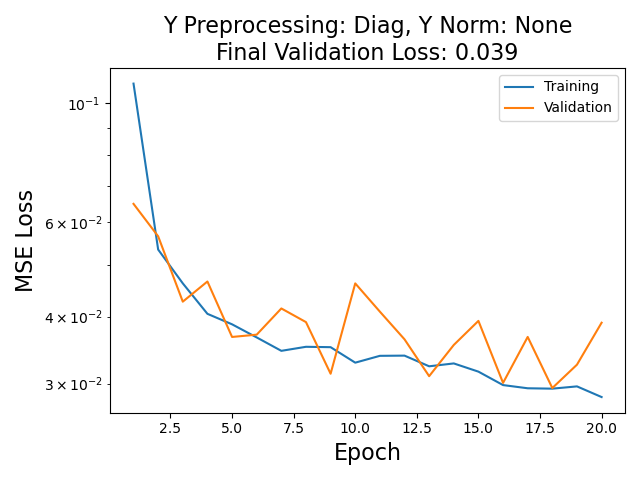 Y Preprocessing: Diag, Y Norm: None
Final Validation Loss: 0.039
Training
Validation
10⁻¹
6 × 10⁻²
4 × 10⁻²
3 × 10⁻²
MSE Loss
2.5 5.0 7.5 10.0 12.5 15.0 17.5 20.0
Epoch